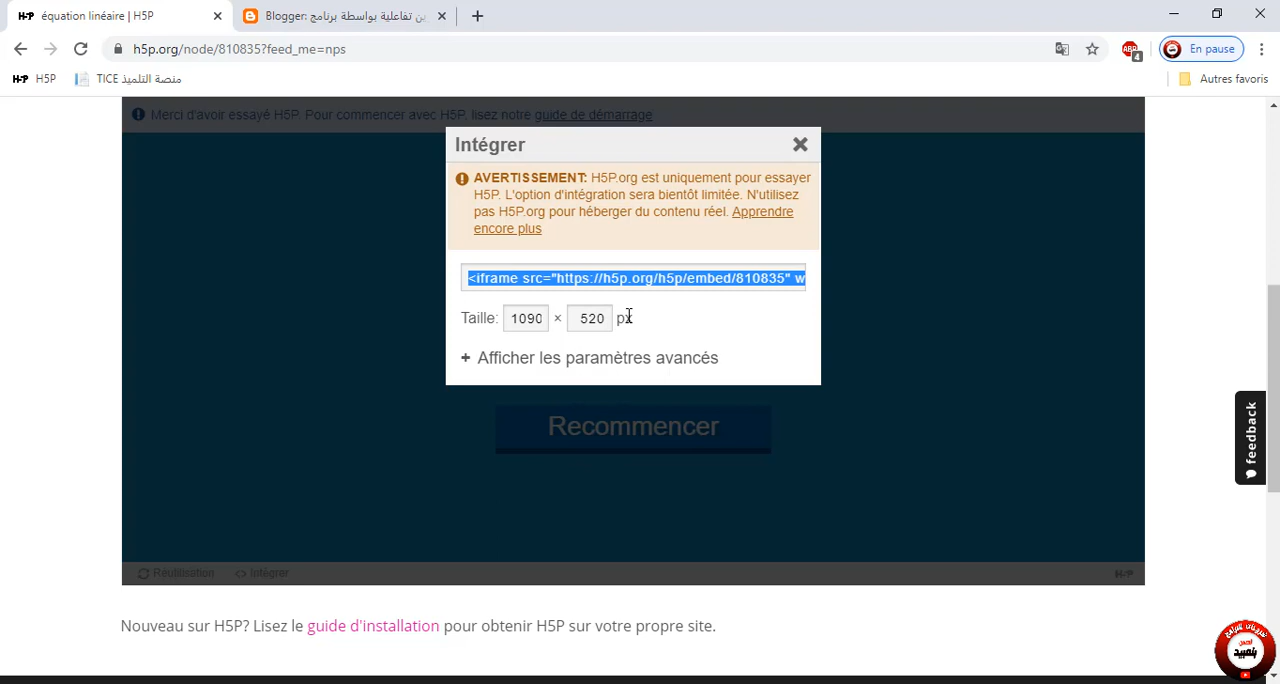 équation linéaire | H5P
Blogger: ين تفاعلية بواسطة برنامج
h5p.org/node/810835?feed_me=nps
ABP
4
En pause
H5P
TICE منصة التلميذ
Autres favoris
Merci d'avoir essayé H5P. Pour commencer avec H5P, lisez notre guide de démarrage
Intégrer
AVERTISSEMENT: H5P.org est uniquement pour essayer
H5P. L'option d'intégration sera bientôt limitée. N'utilisez
pas H5P.org pour héberger du contenu réel. Apprendre
encore plus
<iframe src="https://h5p.org/h5p/embed/810835" w
Taille: 1090 × 520 px
+ Afficher les paramètres avancés
Recommencer
feedback
Réutilisation
<> Intégrer
H5P
Nouveau sur H5P? Lisez le guide d'installation pour obtenir H5P sur votre propre site.